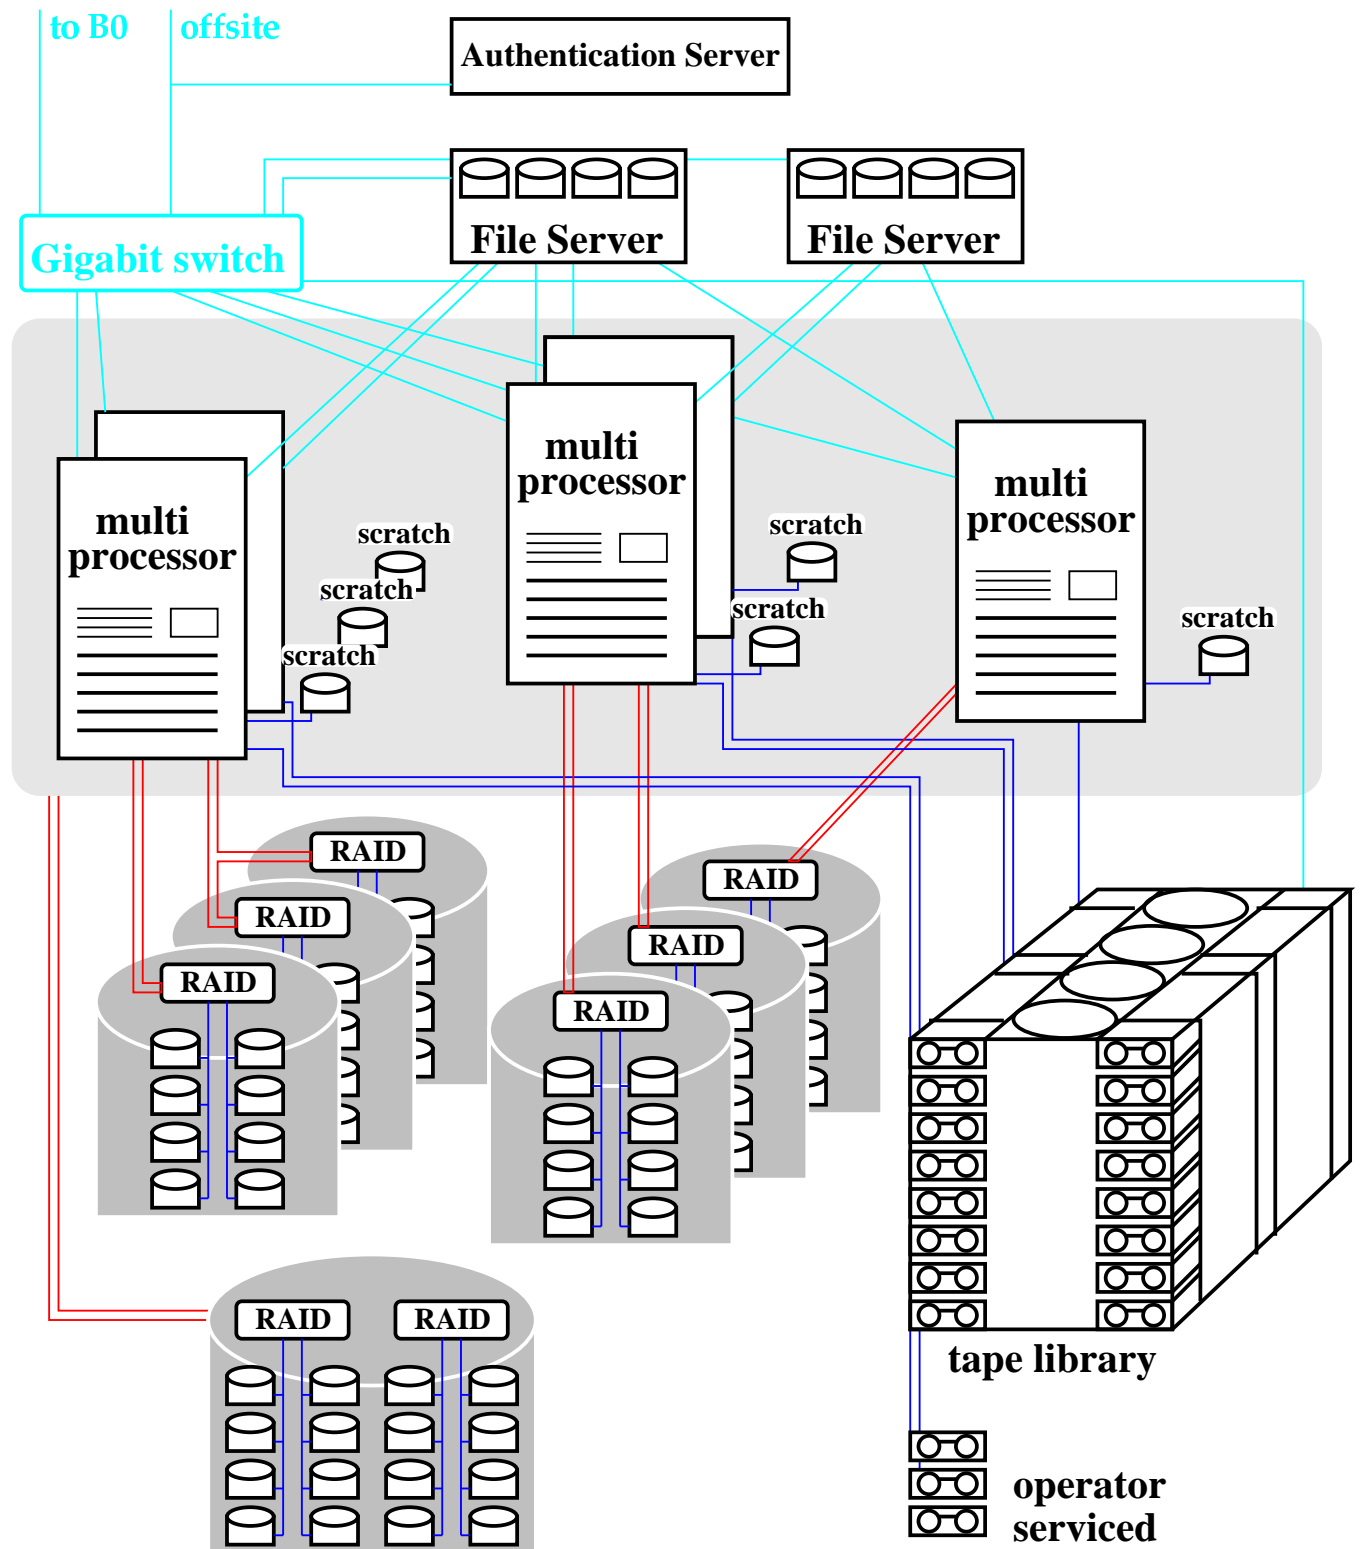 to B0
offsite
Authentication Server
File Server
File Server
Gigabit switch
multi
processor
multi
processor
multi
processor
scratch
scratch
scratch
scratch
scratch
scratch
RAID
RAID
RAID
RAID
RAID
RAID
RAID
RAID
tape library
operator
serviced